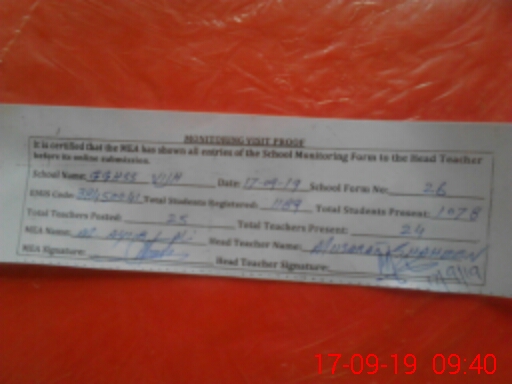 MONITORING VISIT PROOF
It is certified that the MEA has shown all entries of the School Monitoring Form to the Head Teacher
before its online submission.
School Name: GGHSS Date: 17-09-19 School Form No: 26
EMIS Code: Total Students Registered: 1189 Total Students Present: 1078
Total Teachers Posted: 25 Total Teachers Present: 24
MEA Name: Head Teacher Name: SHAHEEN
MEA Signature: Head Teacher Signature:
17-09-19 09:40